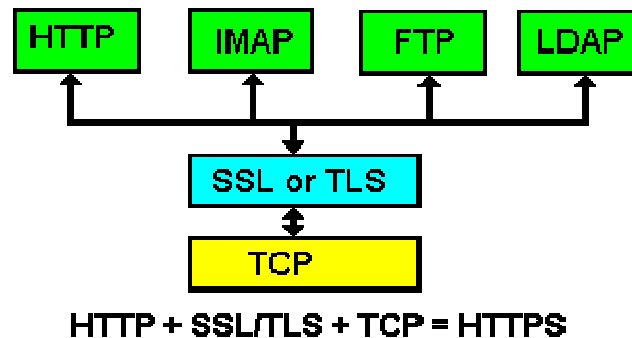 HTTP IMAP FTP LDAP
SSL or TLS
TCP
HTTP + SSL/TLS + TCP = HTTPS